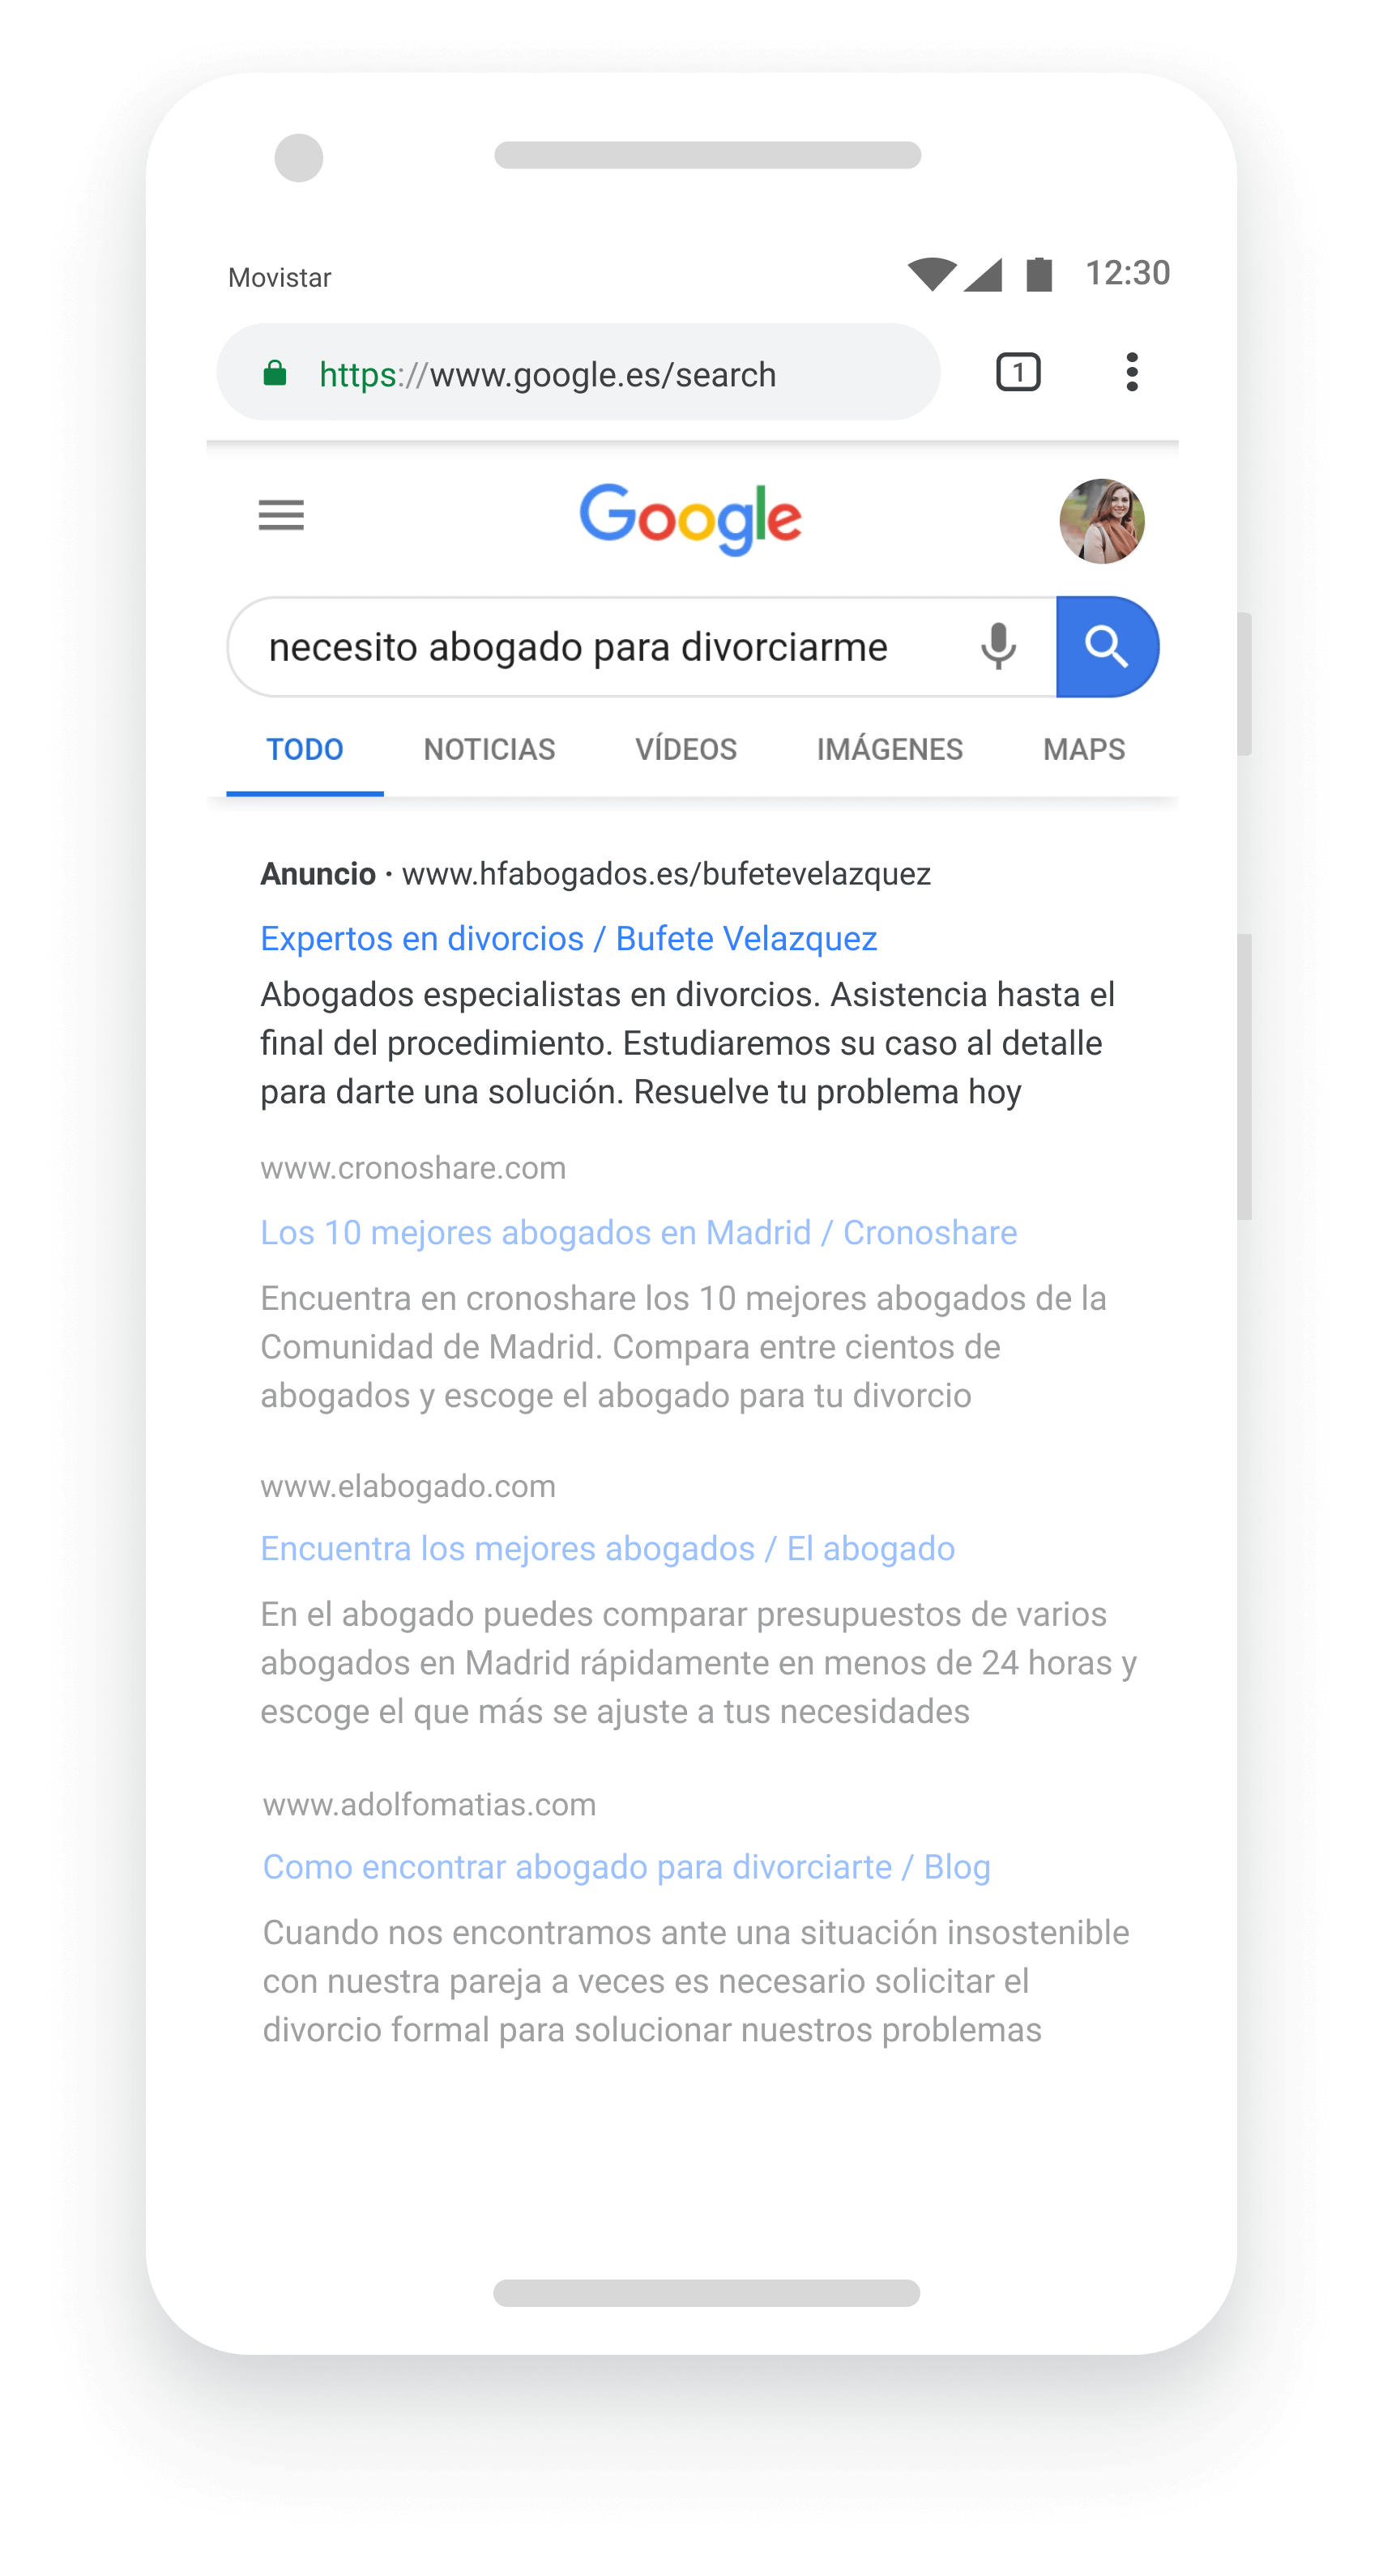 Movistar
12:30
https://www.google.es/search
1
Google
necesito abogado para divorciarme
TODO NOTICIAS VÍDEOS IMÁGENES MAPS
Anuncio · www.hfabogados.es/bufetevelazquez
Expertos en divorcios / Bufete Velazquez
Abogados especialistas en divorcios. Asistencia hasta el
final del procedimiento. Estudiaremos su caso al detalle
para darte una solución. Resuelve tu problema hoy
www.cronoshare.com
Los 10 mejores abogados en Madrid / Cronoshare
Encuentra en cronoshare los 10 mejores abogados de la
Comunidad de Madrid. Compara entre cientos de
abogados y escoge el abogado para tu divorcio
www.elabogado.com
Encuentra los mejores abogados / El abogado
En el abogado puedes comparar presupuestos de varios
abogados en Madrid rápidamente en menos de 24 horas y
escoge el que más se ajuste a tus necesidades
www.adolfomatias.com
Como encontrar abogado para divorciarte / Blog
Cuando nos encontramos ante una situación insostenible
con nuestra pareja a veces es necesario solicitar el
divorcio formal para solucionar nuestros problemas